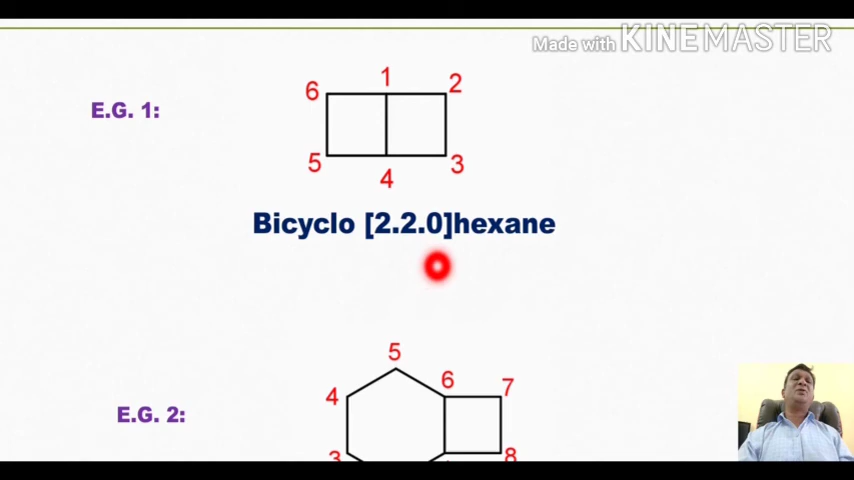 Made with KINEMASTER
E.G. 1:
6 1 2
5 4 3
Bicyclo [2.2.0]hexane
E.G. 2:
5
4 6 7
3 8